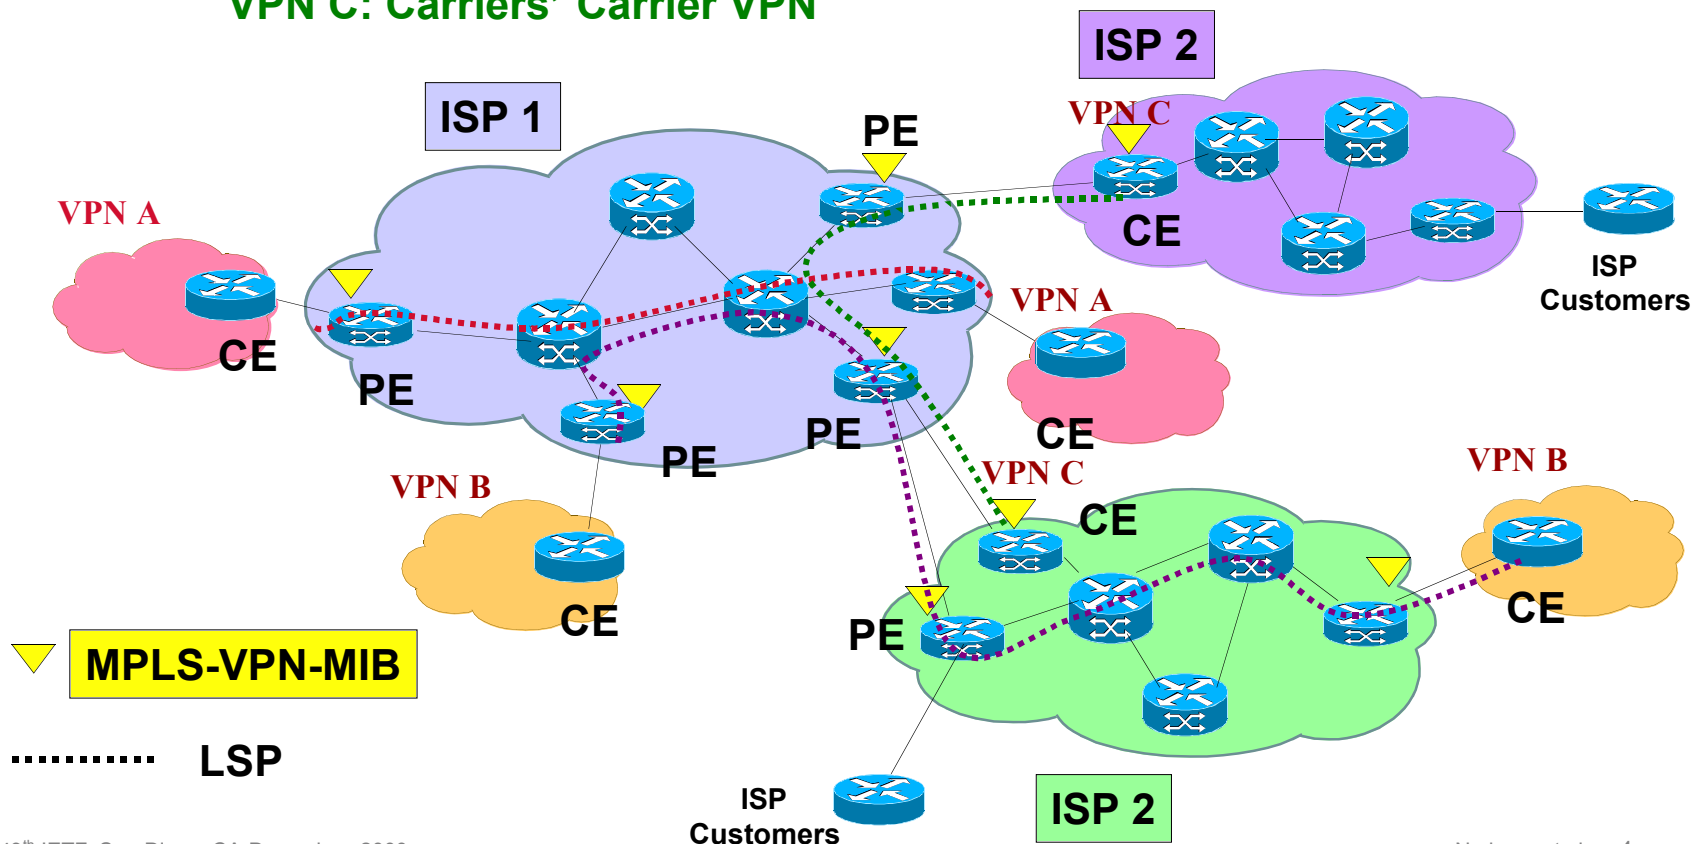 VPN C: Carriers' Carrier VPN
ISP 2
ISP 1
VPN C
PE
VPN A
CE
ISP
Customers
VPN A
CE
PE
PE
CE
PE
VPN C
VPN B
VPN B
CE
CE
CE
PE
MPLS-VPN-MIB
LSP
ISP
Customers
ISP 2